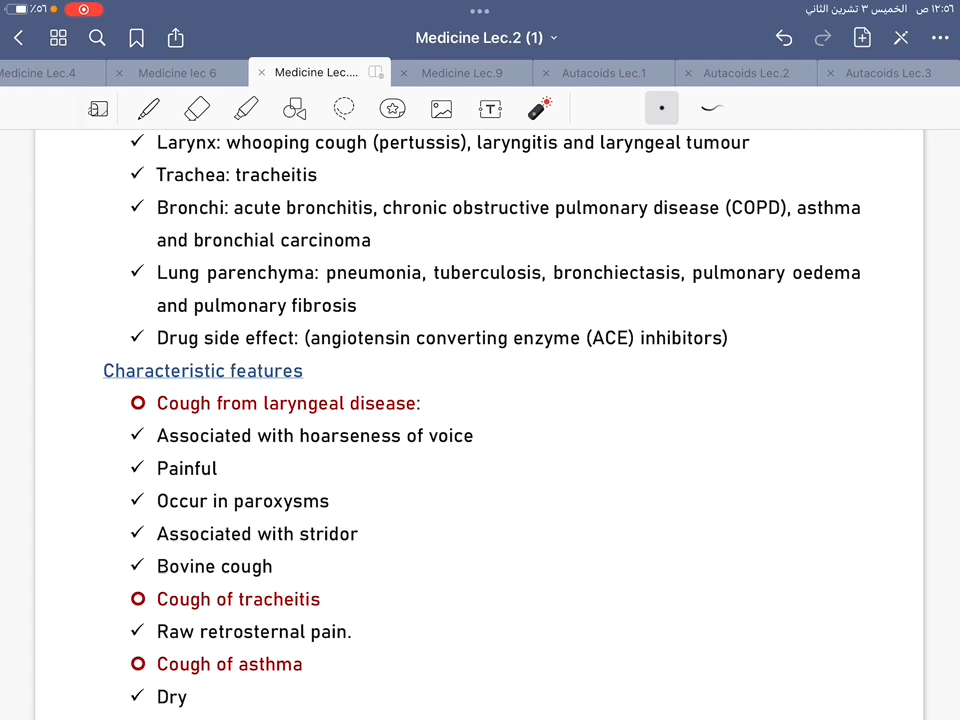 ٪٥٦
١٢:٥٦ ص الخميس ٣ تشرين الثاني
Medicine Lec.2 (1)
Medicine Lec.4
Medicine lec 6
Medicine Lec....
Medicine Lec.9
Autacoids Lec.1
Autacoids Lec.2
Autacoids Lec.3
Larynx: whooping cough (pertussis), laryngitis and laryngeal tumour
Trachea: tracheitis
Bronchi: acute bronchitis, chronic obstructive pulmonary disease (COPD), asthma
and bronchial carcinoma
Lung parenchyma: pneumonia, tuberculosis, bronchiectasis, pulmonary oedema
and pulmonary fibrosis
Drug side effect: (angiotensin converting enzyme (ACE) inhibitors)
Characteristic features
Cough from laryngeal disease:
Associated with hoarseness of voice
Painful
Occur in paroxysms
Associated with stridor
Bovine cough
Cough of tracheitis
Raw retrosternal pain.
Cough of asthma
Dry